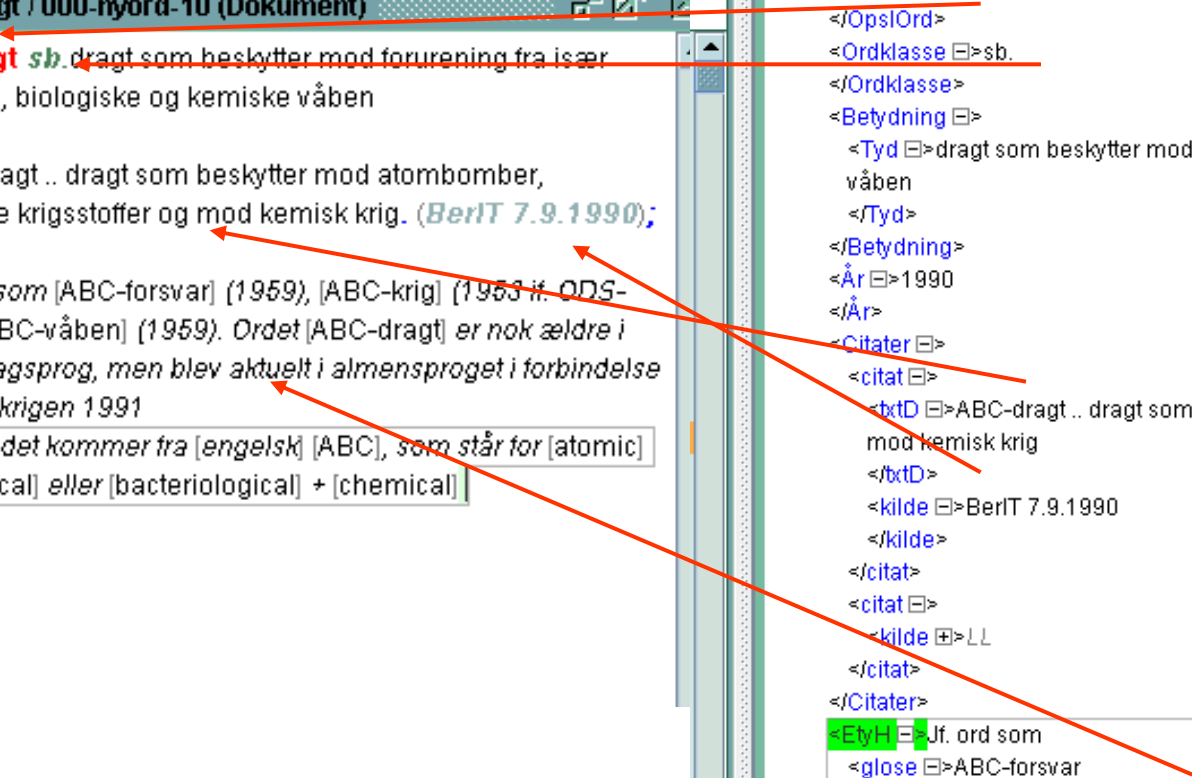 gt / 000-nyord-10 (Dokument)
gt sb. dragt som beskytter mod forurening fra især
, biologiske og kemiske våben
agt .. dragt som beskytter mod atombomber,
e krigsstoffer og mod kemisk krig. (BerlT 7.9.1990);
som [ABC-forsvar] (1959), [ABC-krig] (1953 if. ODS-
BC-våben] (1959). Ordet [ABC-dragt] er nok ældre i
agsprog, men blev aktuelt i almensproget i forbindelse
krigen 1991
det kommer fra [engelsk] [ABC], som står for [atomic]
cal] eller [bacteriological] + [chemical]
</OpslOrd>
<Ordklasse >sb.
</Ordklasse>
<Betydning >
<Tyd >dragt som beskytter mod
våben
</Tyd>
</Betydning>
<År >1990
</År>
<Citater >
<citat >
<txtD >ABC-dragt .. dragt som
mod kemisk krig
</txtD>
<kilde >BerlT 7.9.1990
</kilde>
</citat>
<citat >
<kilde >LL
</citat>
</Citater>
<EtyH >Jf. ord som
<glose >ABC-forsvar